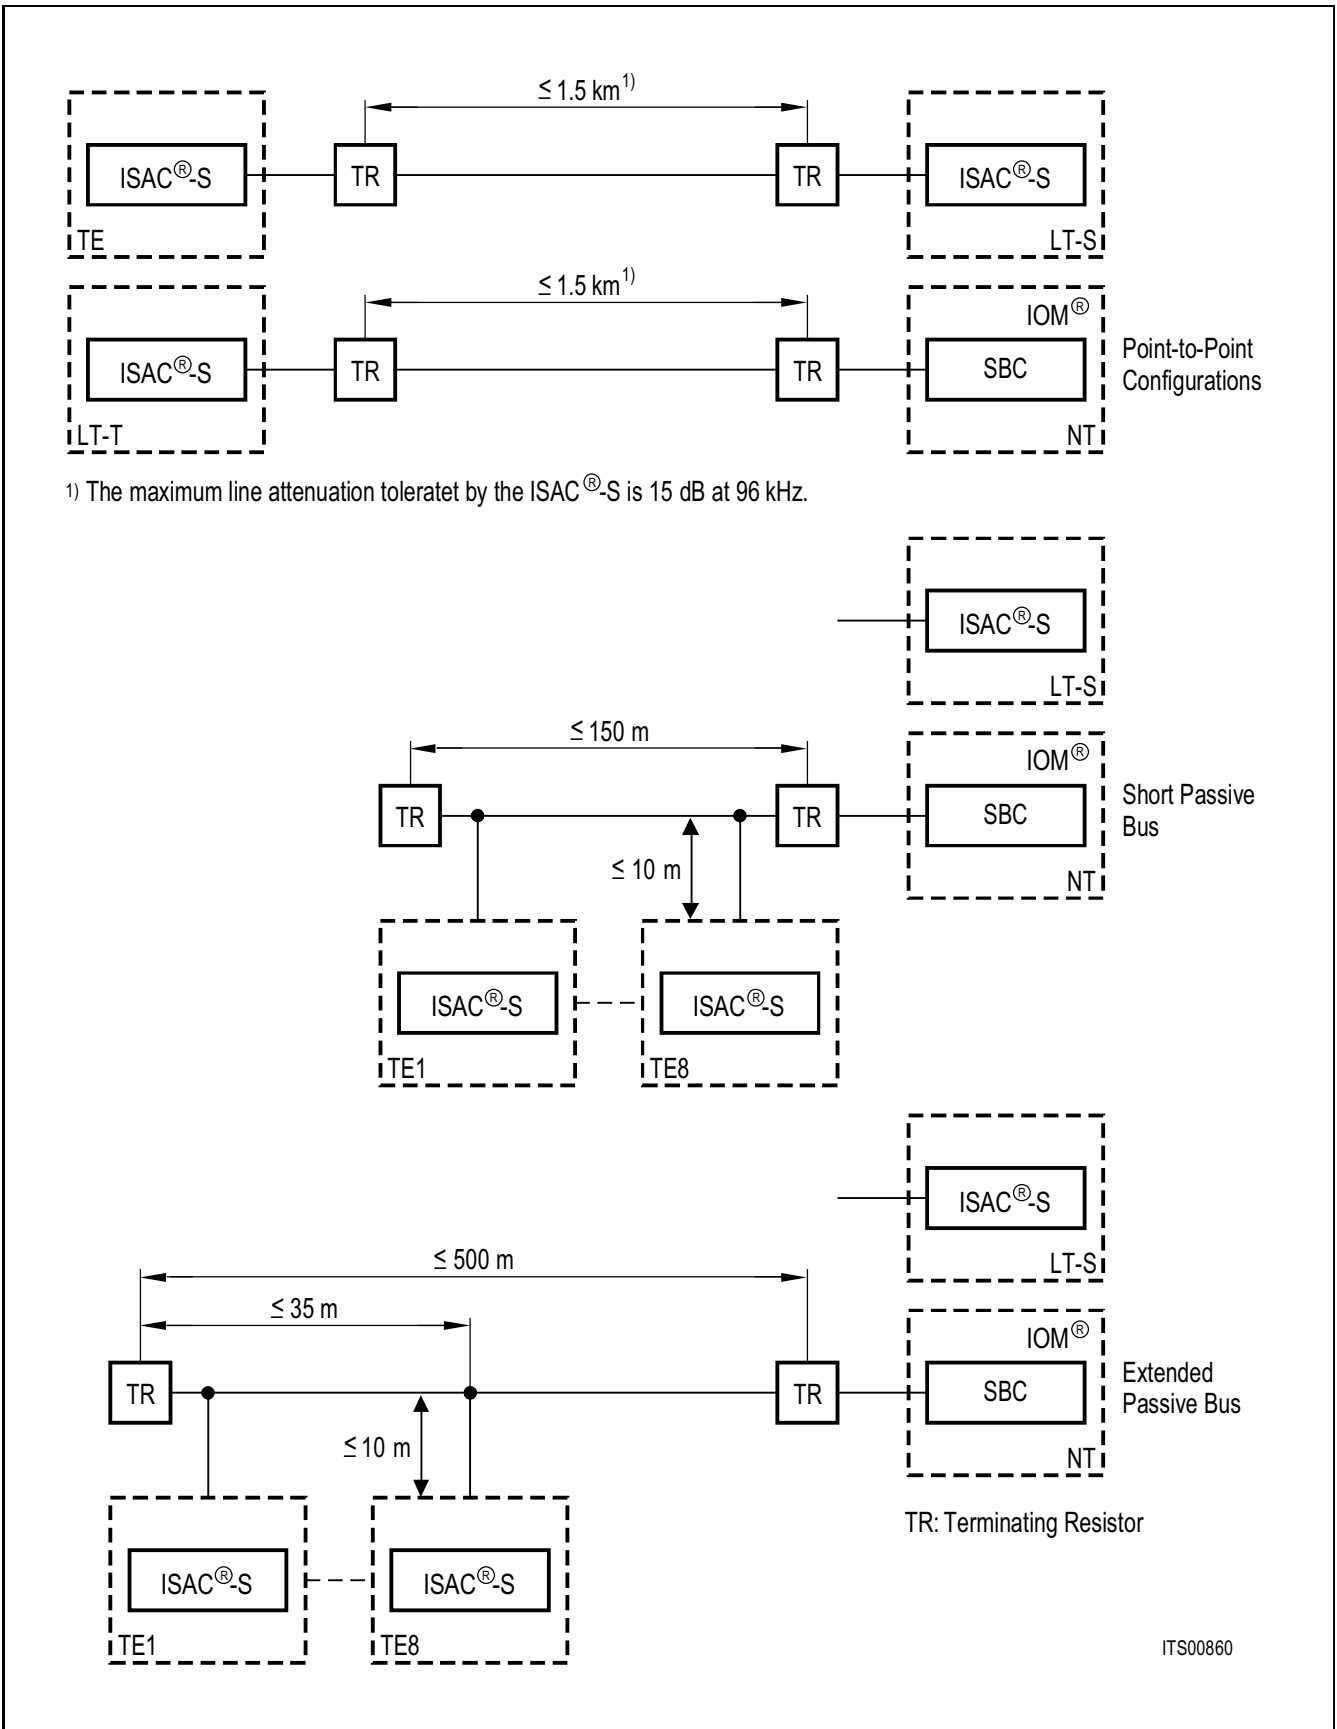 ≤ 1.5 km1)
ISAC®-S
TE
TR
TR
ISAC®-S
LT-S
≤ 1.5 km1)
ISAC®-S
LT-T
TR
TR
IOM®
SBC
NT
Point-to-Point
Configurations
1) The maximum line attenuation toleratet by the ISAC®-S is 15 dB at 96 kHz.
ISAC®-S
LT-S
≤ 150 m
TR
TR
IOM®
SBC
NT
Short Passive
Bus
≤ 10 m
ISAC®-S
TE1
ISAC®-S
TE8
ISAC®-S
LT-S
≤ 500 m
≤ 35 m
TR
TR
IOM®
SBC
NT
Extended
Passive Bus
≤ 10 m
ISAC®-S
TE1
ISAC®-S
TE8
TR: Terminating Resistor
ITS00860